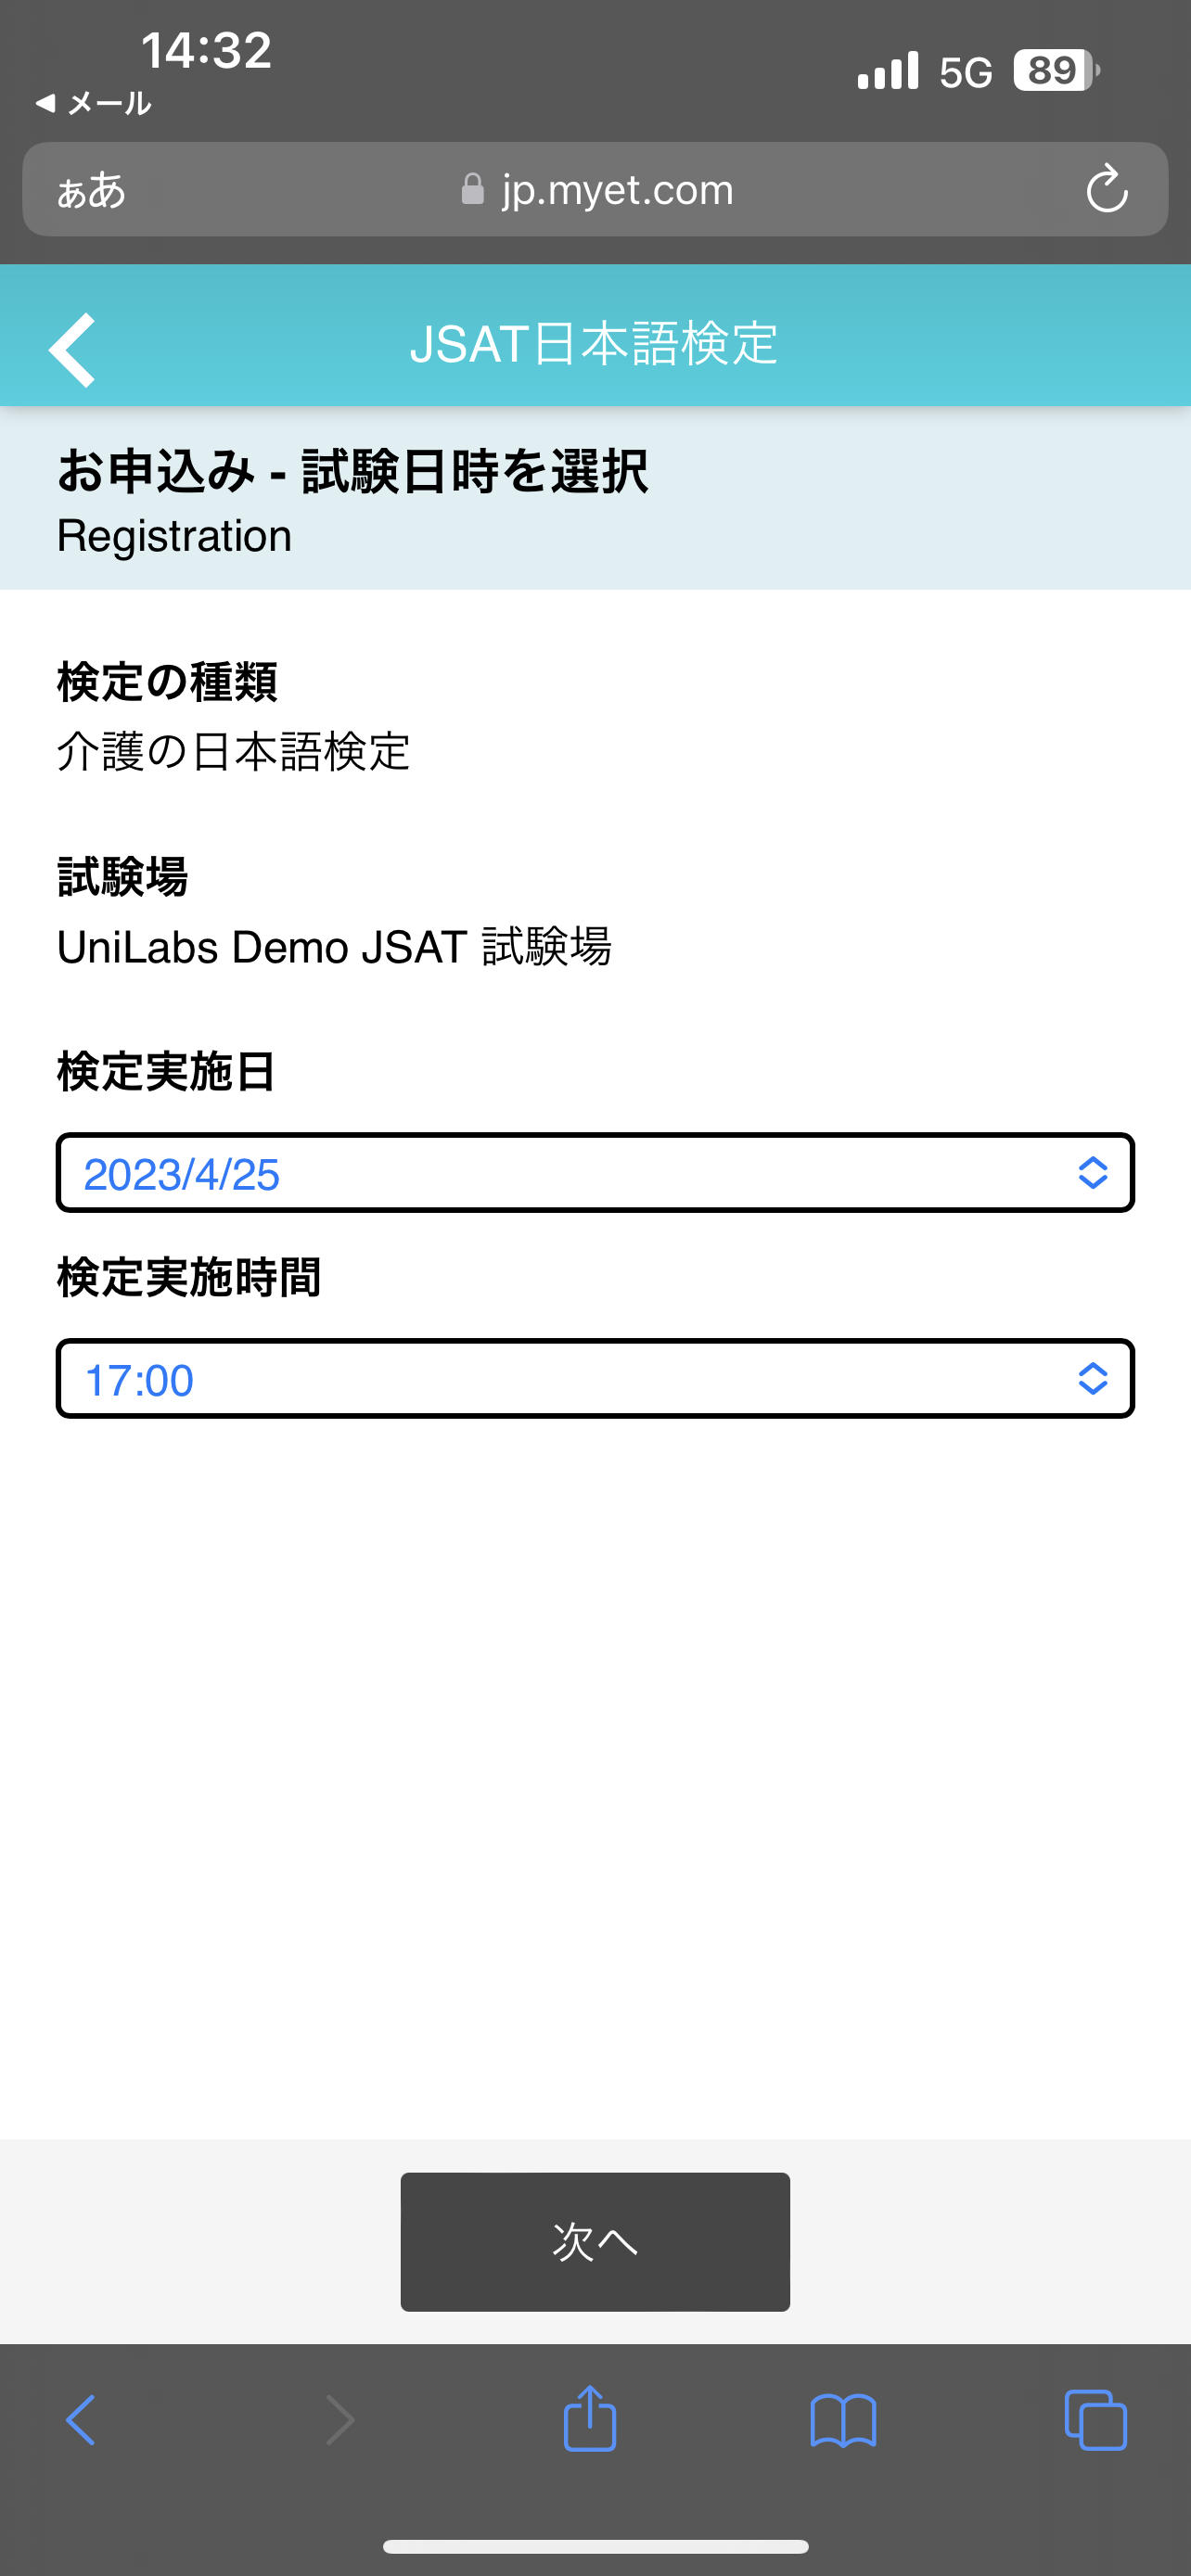 14:32
5G
89
◀ メール
ぁあ
jp.myet.com
JSAT日本語検定
お申込み - 試験日時を選択
Registration
検定の種類
介護の日本語検定
試験場
UniLabs Demo JSAT 試験場
検定実施日
2023/4/25
検定実施時間
17:00
次へ